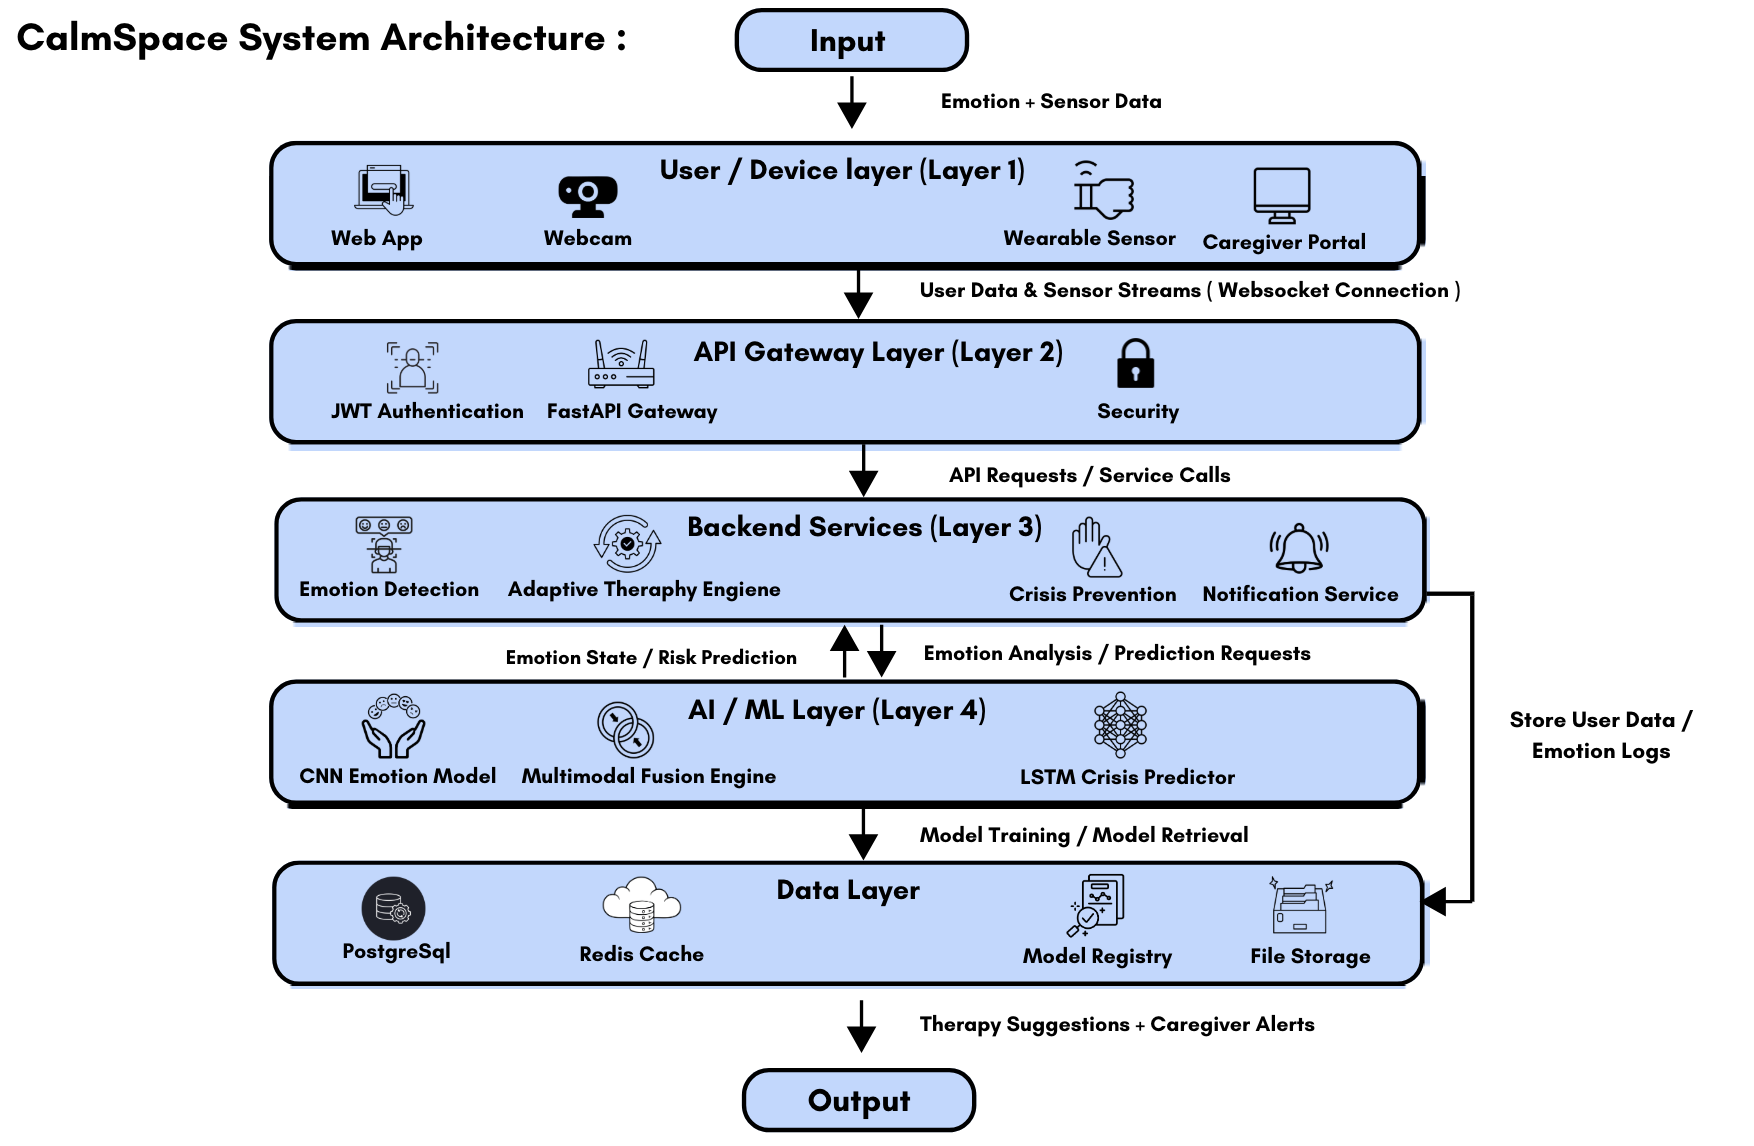 CalmSpace System Architecture :
Input
Emotion + Sensor Data
User / Device layer (Layer 1)
Web App
Webcam
Wearable Sensor
Caregiver Portal
User Data & Sensor Streams ( Websocket Connection )
API Gateway Layer (Layer 2)
JWT Authentication
FastAPI Gateway
Security
API Requests / Service Calls
Backend Services (Layer 3)
Emotion Detection
Adaptive Theraphy Engiene
Crisis Prevention
Notification Service
Emotion State / Risk Prediction
Emotion Analysis / Prediction Requests
AI / ML Layer (Layer 4)
CNN Emotion Model
Multimodal Fusion Engine
LSTM Crisis Predictor
Store User Data /
Emotion Logs
Model Training / Model Retrieval
Data Layer
PostgreSql
Redis Cache
Model Registry
File Storage
Therapy Suggestions + Caregiver Alerts
Output